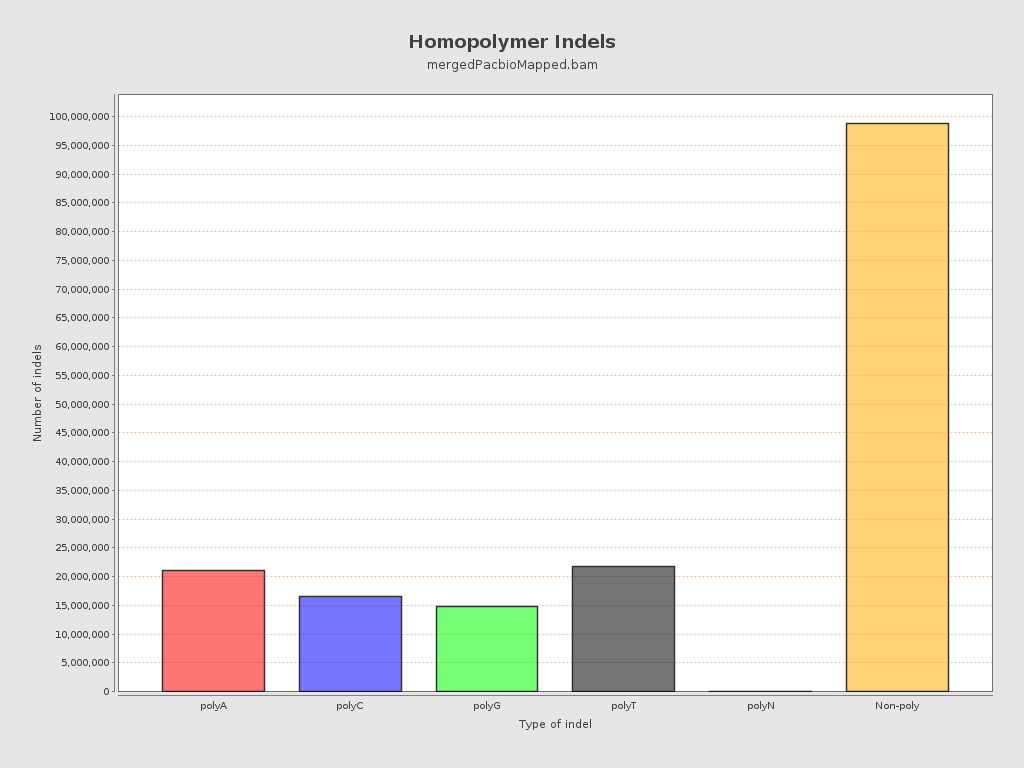 Homopolymer Indels
mergedPacbioMapped.bam
100,000,000
95,000,000
90,000,000
85,000,000
80,000,000
75,000,000
70,000,000
65,000,000
60,000,000
55,000,000
50,000,000
45,000,000
40,000,000
35,000,000
30,000,000
25,000,000
20,000,000
15,000,000
10,000,000
5,000,000
0
Number of indels
polyA
polyC
polyG
polyT
polyN
Non-poly
Type of indel